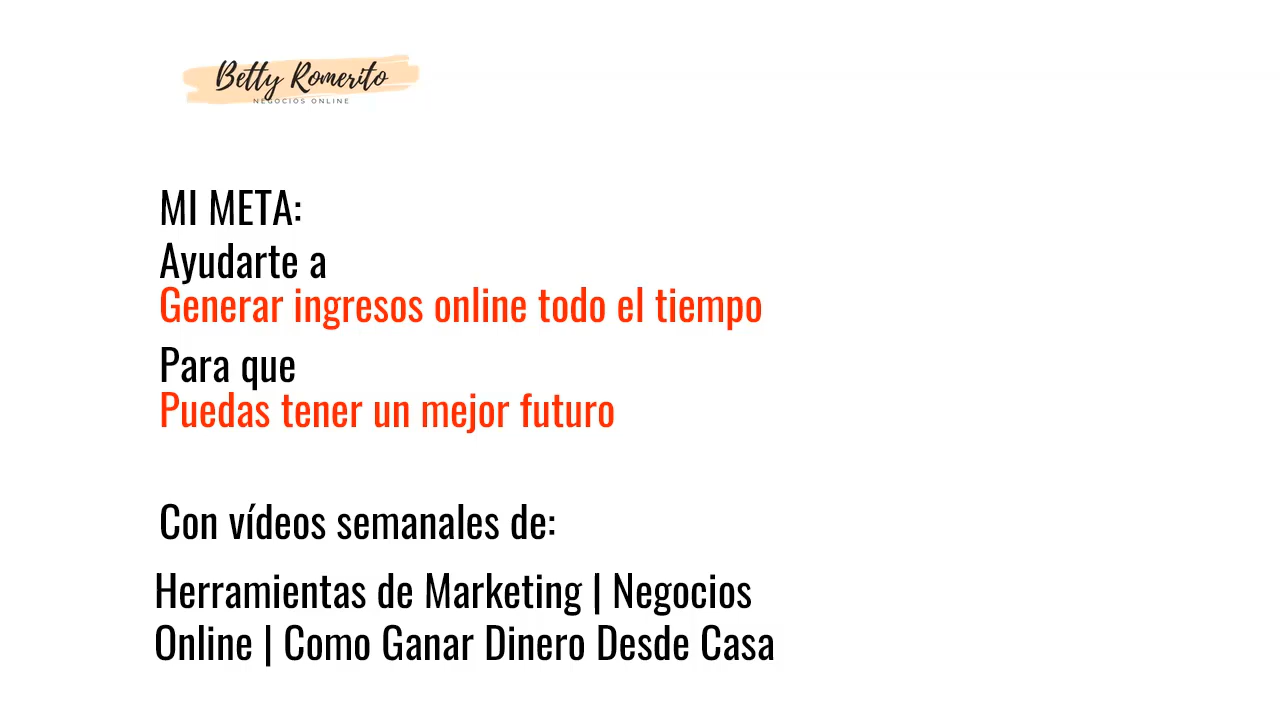 Betty Romerito
NEGOCIOS ONLINE
MI META:
Ayudarte a
Generar ingresos online todo el tiempo
Para que
Puedas tener un mejor futuro
Con vídeos semanales de:
Herramientas de Marketing | Negocios
Online | Como Ganar Dinero Desde Casa